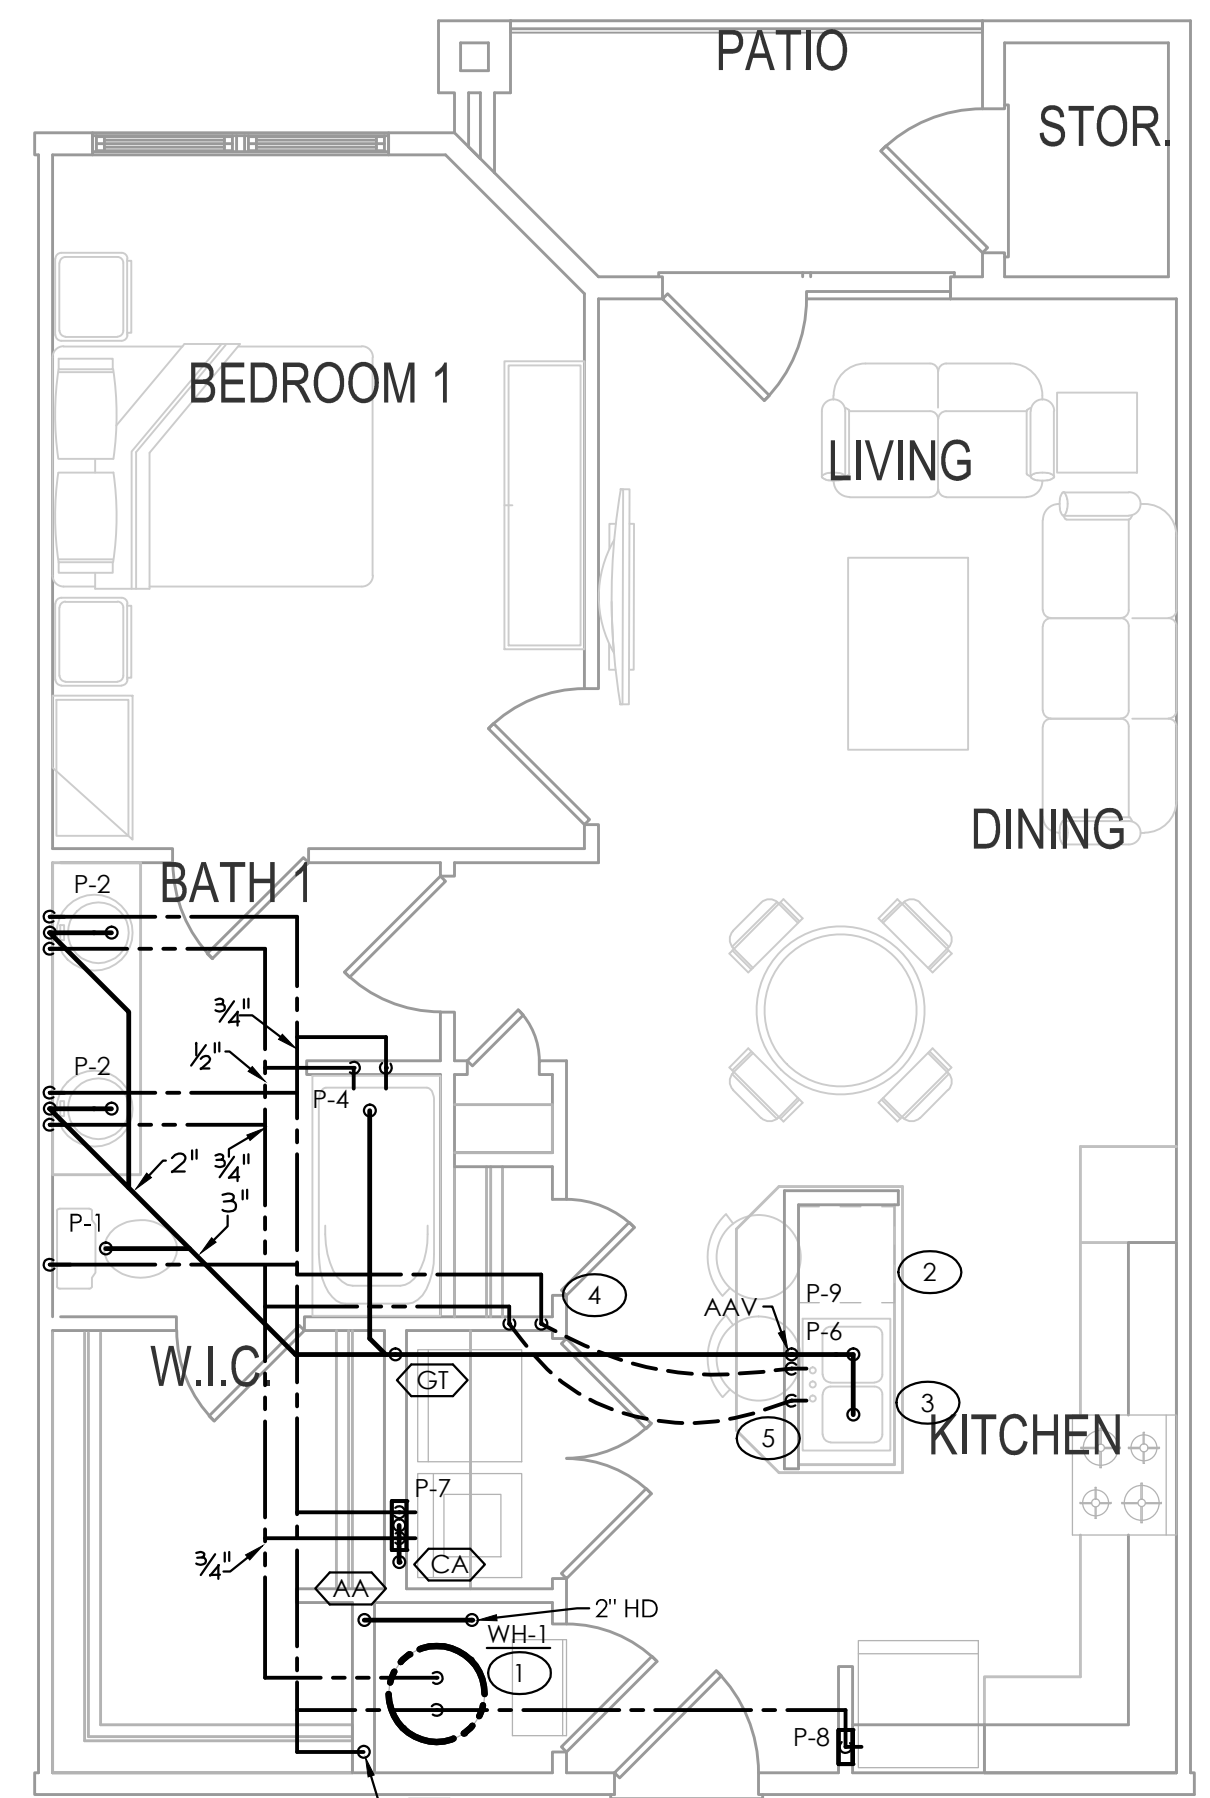 PATIO
STOR.
BEDROOM 1
LIVING
DINING
BATH 1
P-2
3/4"
1/2"
P-2
P-4
3/4"
2"
3"
P-1
2
4
P-9
AAV
P-6
W.I.C.
GT
3
5
KITCHEN
P-7
3/4"
CA
AA
2" HD
WH-1
1
P-8